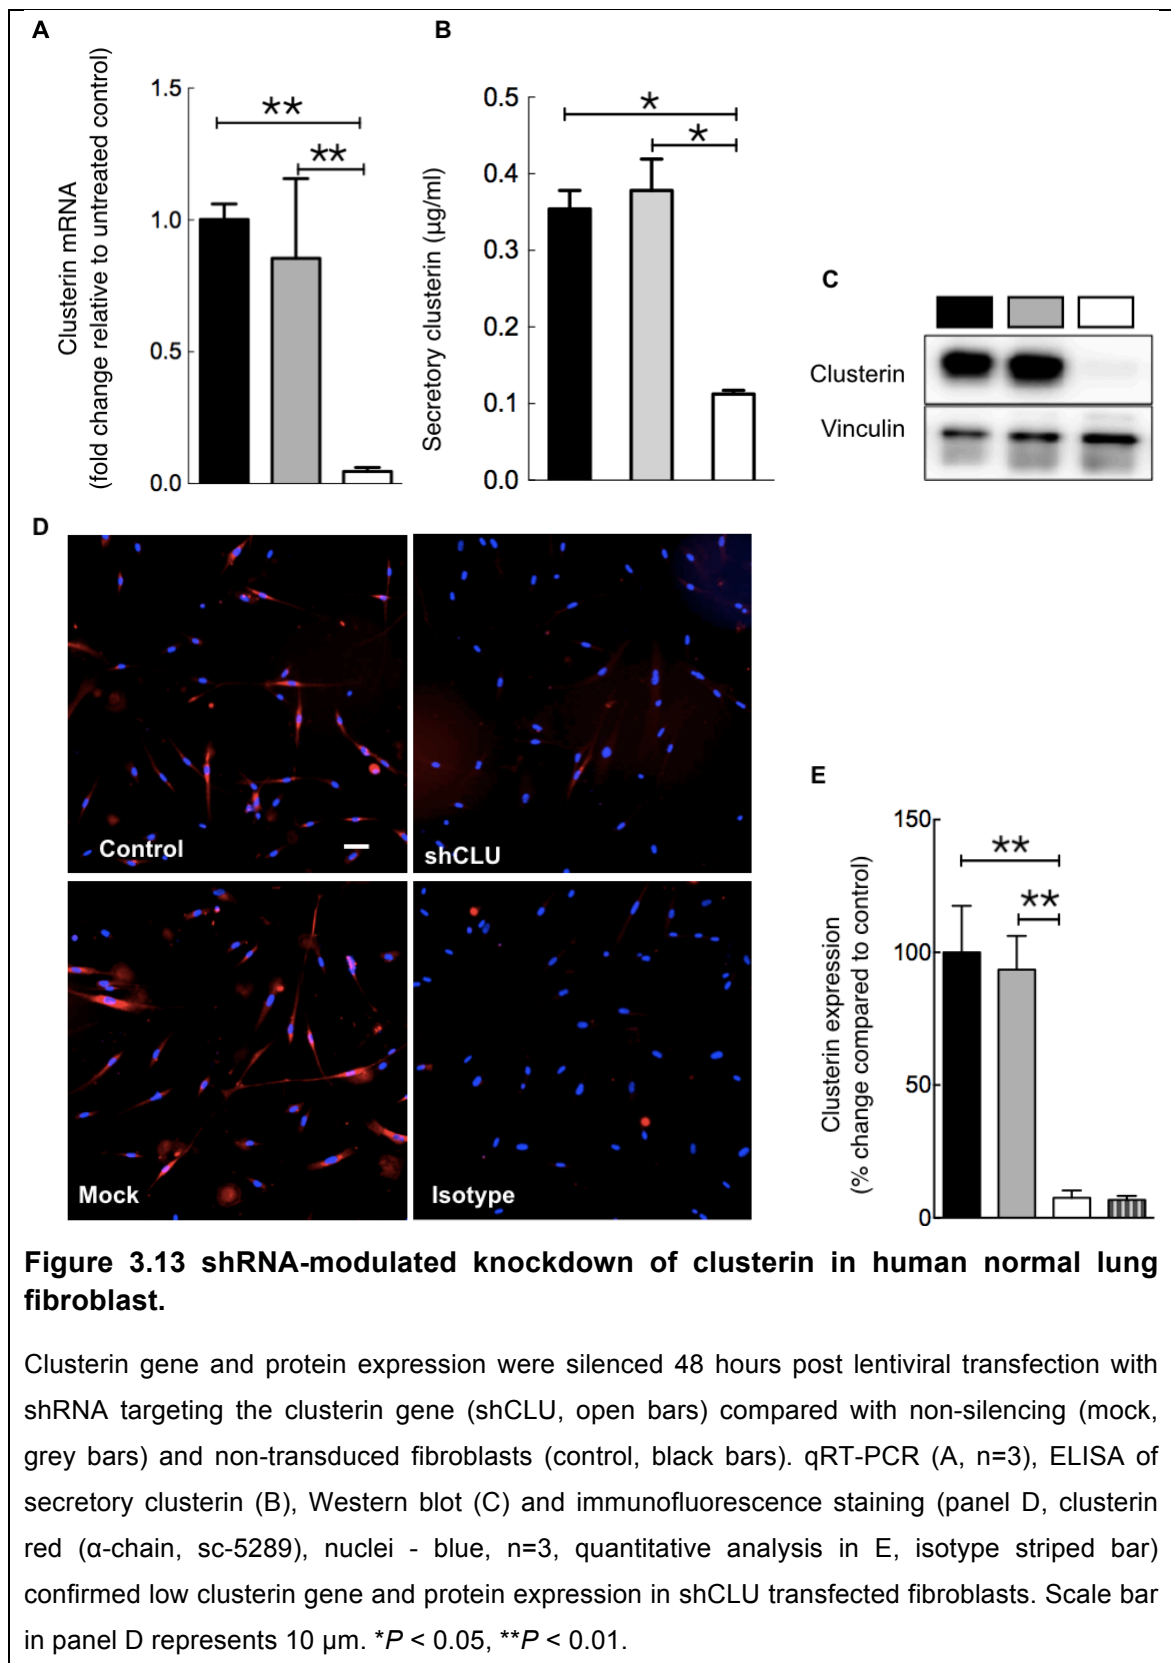 A
Clusterin mRNA
(fold change relative to untreated control)
1.5
1.0
0.5
0.0
**
**
B
Secretory clusterin (µg/ml)
0.5
0.4
0.3
0.2
0.1
0.0
*
*
C
Clusterin
Vinculin
D
Control
shCLU
Mock
Isotype
E
Clusterin expression
(% change compared to control)
150
100
50
0
**
**
Figure 3.13 shRNA-modulated knockdown of clusterin in human normal lung
fibroblast.
Clusterin gene and protein expression were silenced 48 hours post lentiviral transfection with
shRNA targeting the clusterin gene (shCLU, open bars) compared with non-silencing (mock,
grey bars) and non-transduced fibroblasts (control, black bars). qRT-PCR (A, n=3), ELISA of
secretory clusterin (B), Western blot (C) and immunofluorescence staining (panel D, clusterin
red (α-chain, sc-5289), nuclei - blue, n=3, quantitative analysis in E, isotype striped bar)
confirmed low clusterin gene and protein expression in shCLU transfected fibroblasts. Scale bar
in panel D represents 10 µm. *P < 0.05, **P < 0.01.